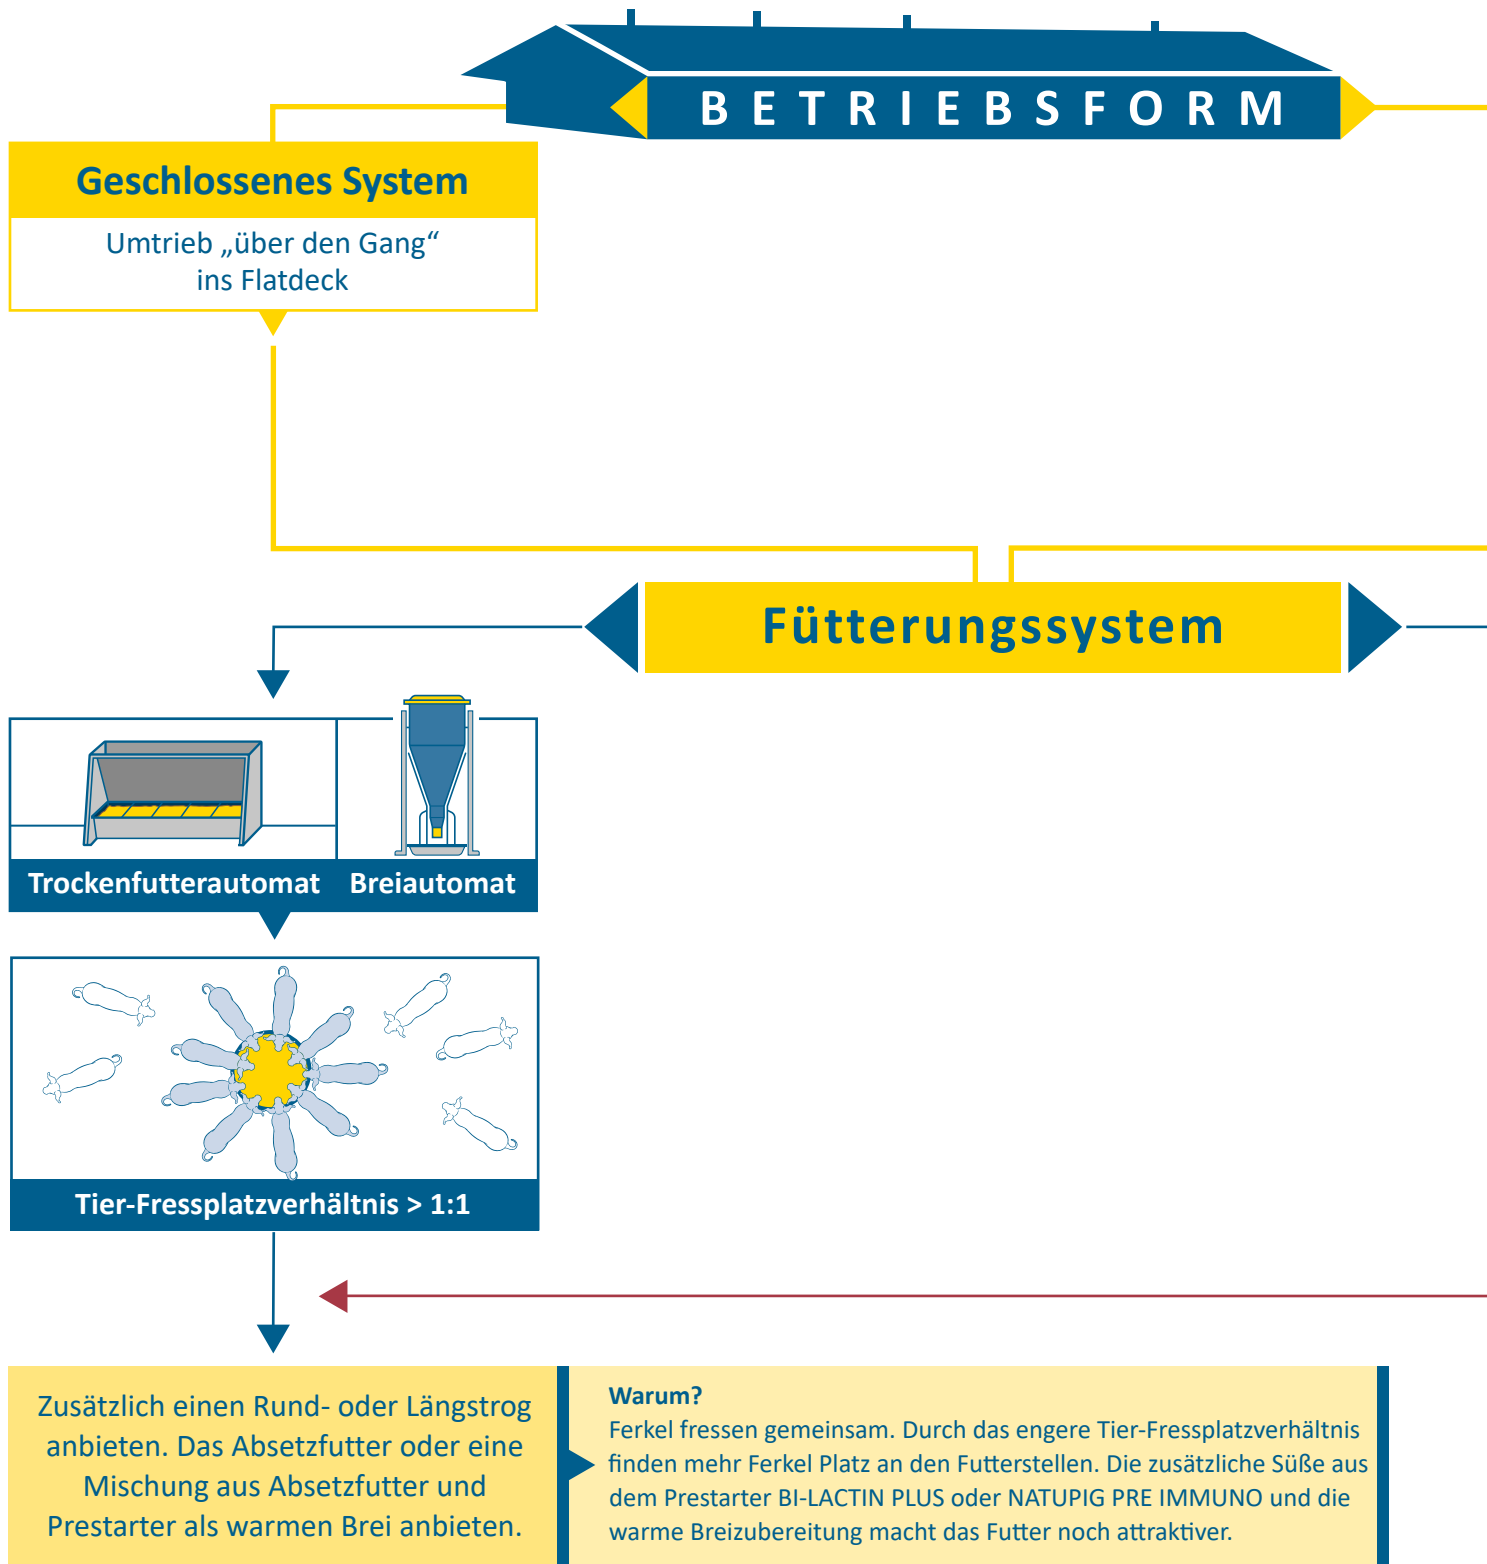 BETRIEBSFORM
Geschlossenes System
Umtrieb „über den Gang“
ins Flatdeck
Fütterungssystem
Trockenfutterautomat
Breiautomat
Tier-Fressplatzverhältnis > 1:1
Zusätzlich einen Rund- oder Längstrog
anbieten. Das Absetzfutter oder eine
Mischung aus Absetzfutter und
Prestarter als warmen Brei anbieten.
Warum?
Ferkel fressen gemeinsam. Durch das engere Tier-Fressplatzverhältnis
finden mehr Ferkel Platz an den Futterstellen. Die zusätzliche Süße aus
dem Prestarter BI-LACTIN PLUS oder NATUPIG PRE IMMUNO und die
warme Breizubereitung macht das Futter noch attraktiver.